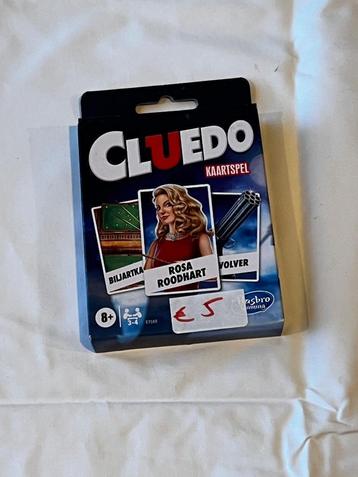 CLUEDO
KAARTSPEL
BILJARTKA
ROSA
ROODHART
VOLVER
8+
3-4
€ 5
Hasbro